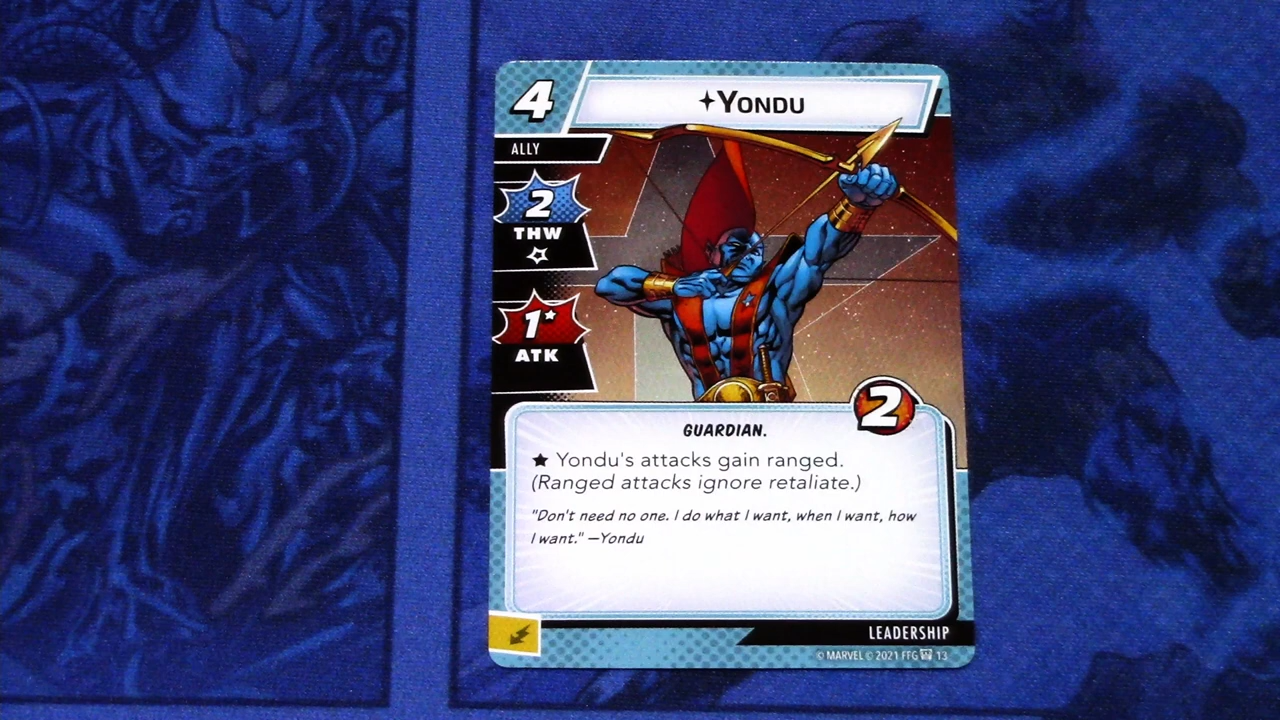 4
YONDU
ALLY
2
THW
1
ATK
2
GUARDIAN.
★ Yondu's attacks gain ranged.
(Ranged attacks ignore retaliate.)
"Don't need no one. I do what I want, when I want, how
I want." —Yondu
LEADERSHIP
© MARVEL © 2021 FFG 13